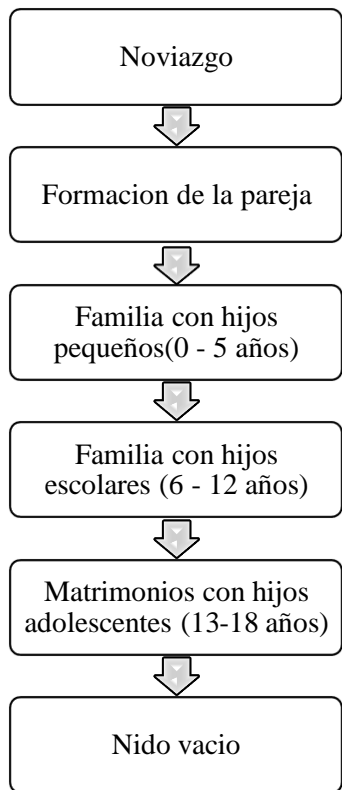 Noviazgo
Formacion de la pareja
Familia con hijos
pequeños(0 - 5 años)
Familia con hijos
escolares (6 - 12 años)
Matrimonios con hijos
adolescentes (13-18 años)
Nido vacio